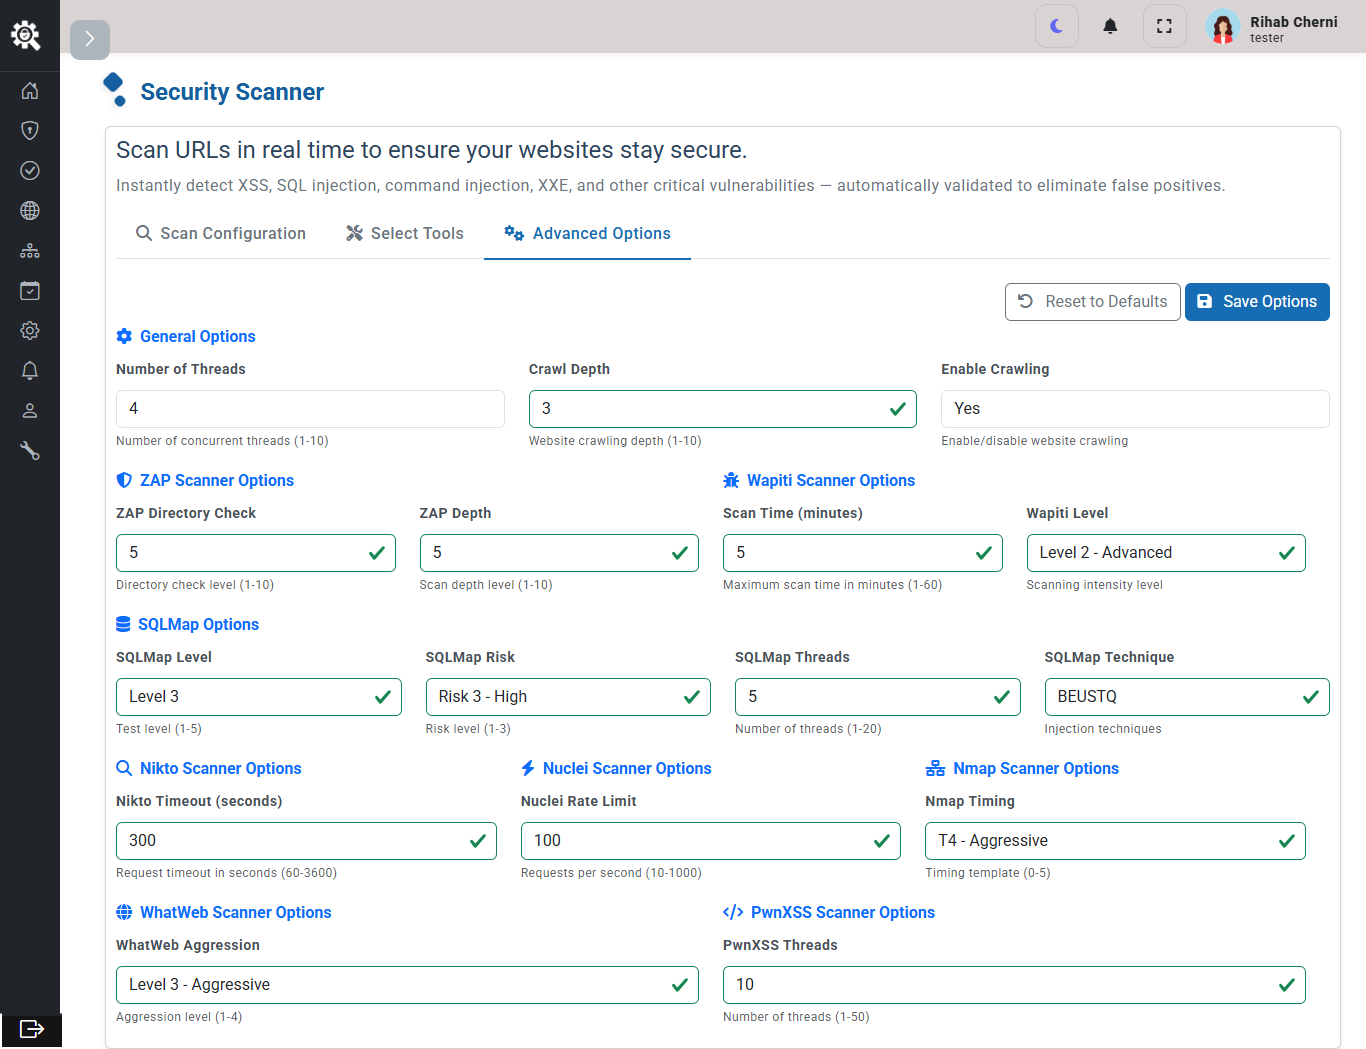 Rihab Cherni
tester
Security Scanner
Scan URLs in real time to ensure your websites stay secure.
Instantly detect XSS, SQL injection, command injection, XXE, and other critical vulnerabilities — automatically validated to eliminate false positives.
Scan Configuration Select Tools Advanced Options
Reset to Defaults Save Options
General Options
Number of Threads Crawl Depth Enable Crawling
4 3 Yes
Number of concurrent threads (1-10) Website crawling depth (1-10) Enable/disable website crawling
ZAP Scanner Options Wapiti Scanner Options
ZAP Directory Check ZAP Depth Scan Time (minutes) Wapiti Level
5 5 5 Level 2 - Advanced
Directory check level (1-10) Scan depth level (1-10) Maximum scan time in minutes (1-60) Scanning intensity level
SQLMap Options
SQLMap Level SQLMap Risk SQLMap Threads SQLMap Technique
Level 3 Risk 3 - High 5 BEUSTQ
Test level (1-5) Risk level (1-3) Number of threads (1-20) Injection techniques
Nikto Scanner Options Nuclei Scanner Options Nmap Scanner Options
Nikto Timeout (seconds) Nuclei Rate Limit Nmap Timing
300 100 T4 - Aggressive
Request timeout in seconds (60-3600) Requests per second (10-1000) Timing template (0-5)
WhatWeb Scanner Options PwnXSS Scanner Options
WhatWeb Aggression PwnXSS Threads
Level 3 - Aggressive 10
Aggression level (1-4) Number of threads (1-50)